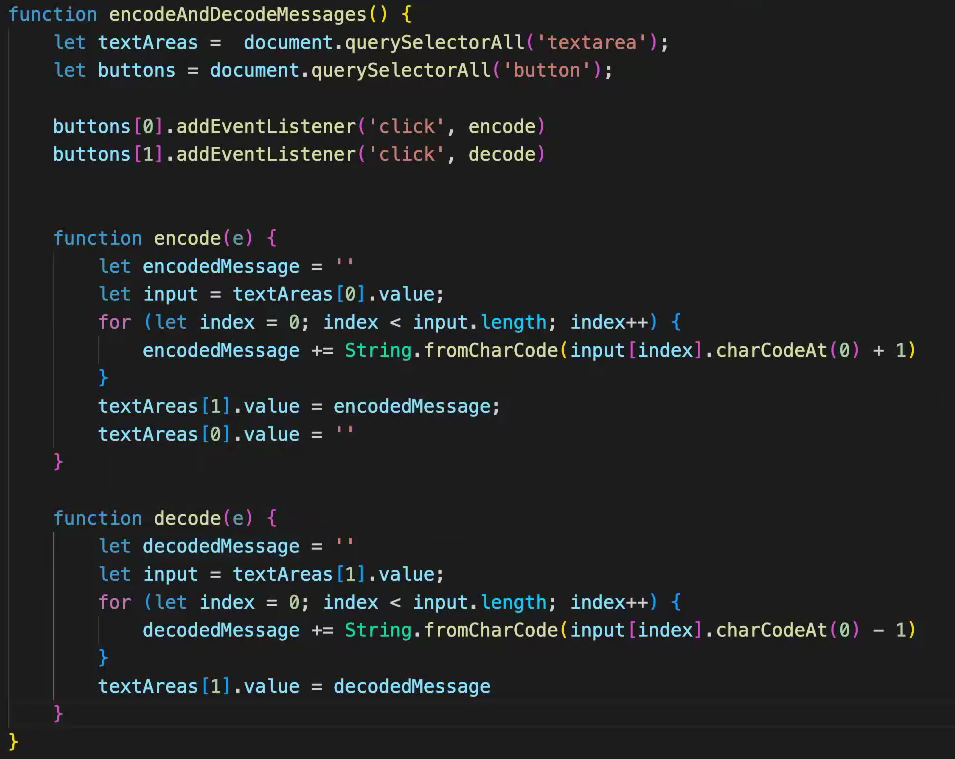 function encodeAndDecodeMessages() {
    let textAreas =  document.querySelectorAll('textarea');
    let buttons = document.querySelectorAll('button');

    buttons[0].addEventListener('click', encode)
    buttons[1].addEventListener('click', decode)


    function encode(e) {
        let encodedMessage = ''
        let input = textAreas[0].value;
        for (let index = 0; index < input.length; index++) {
            encodedMessage += String.fromCharCode(input[index].charCodeAt(0) + 1)
        }
        textAreas[1].value = encodedMessage;
        textAreas[0].value = ''
    }

    function decode(e) {
        let decodedMessage = ''
        let input = textAreas[1].value;
        for (let index = 0; index < input.length; index++) {
            decodedMessage += String.fromCharCode(input[index].charCodeAt(0) - 1)
        }
        textAreas[1].value = decodedMessage
    }
}